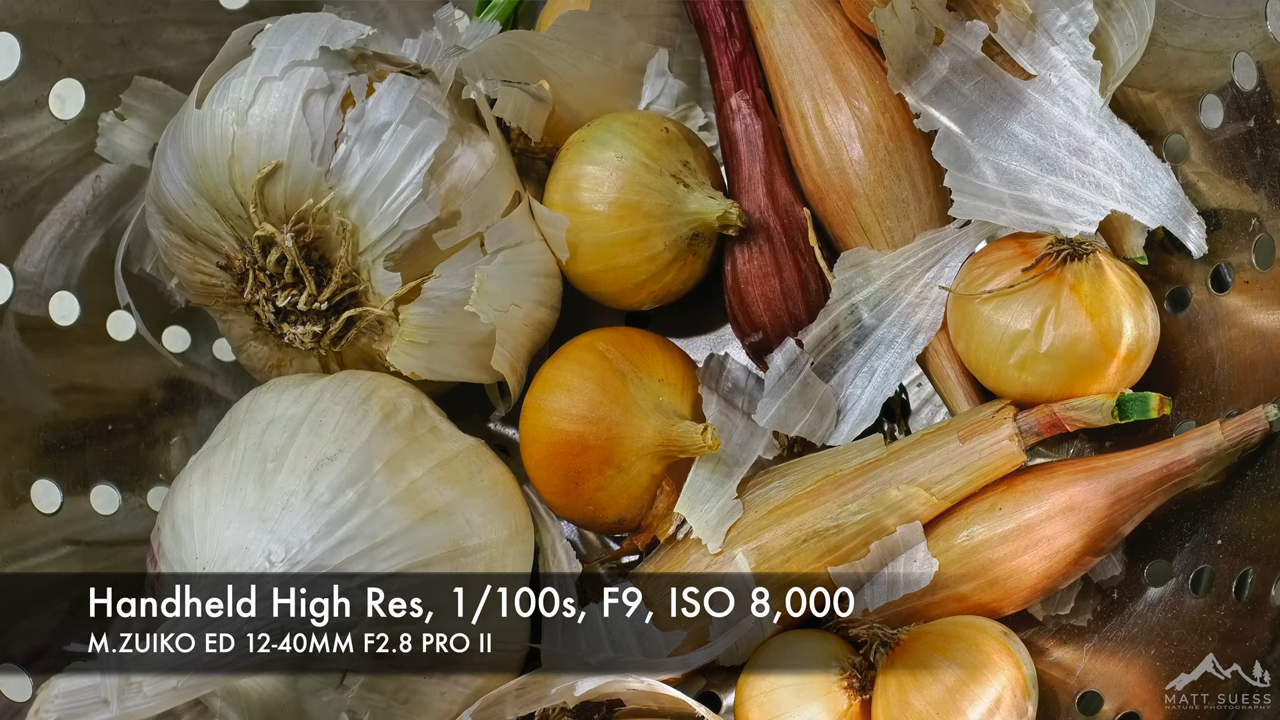 Handheld High Res, 1/100s, F9, ISO 8,000
M.ZUIKO ED 12-40MM F2.8 PRO II
MATT SUESS
NATURE PHOTOGRAPHY